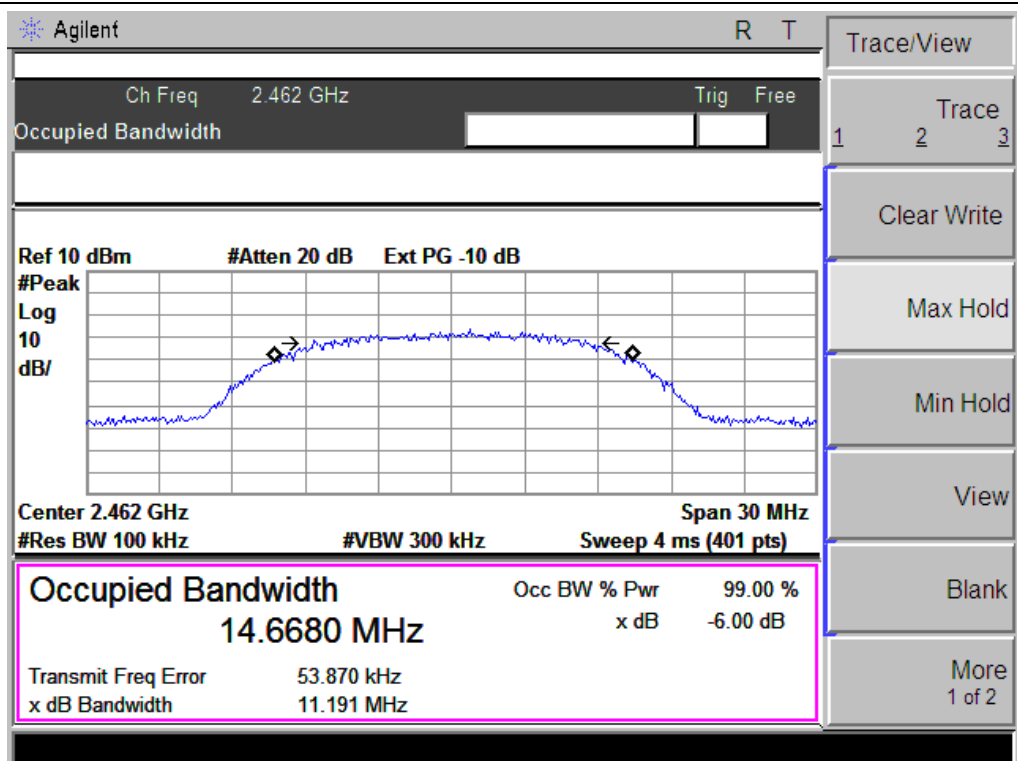 Agilent R T
Ch Freq 2.462 GHz Trig Free
Occupied Bandwidth
Ref 10 dBm #Atten 20 dB Ext PG -10 dB
#Peak
Log
10
dB/
Center 2.462 GHz Span 30 MHz
#Res BW 100 kHz #VBW 300 kHz Sweep 4 ms (401 pts)
Occupied Bandwidth Occ BW % Pwr 99.00 %
14.6680 MHz x dB -6.00 dB
Transmit Freq Error 53.870 kHz
x dB Bandwidth 11.191 MHz
Trace/View
Trace
1 2 3
Clear Write
Max Hold
Min Hold
View
Blank
More
1 of 2